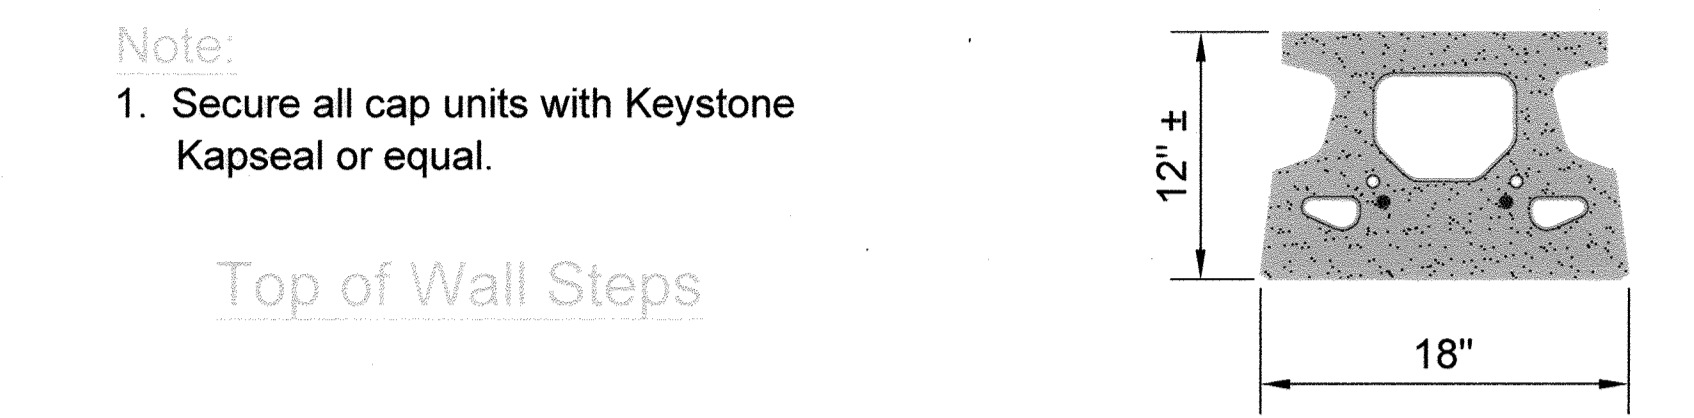 Note:
1. Secure all cap units with Keystone
Kapseal or equal.
Top of Wall Steps
12" ±
18"